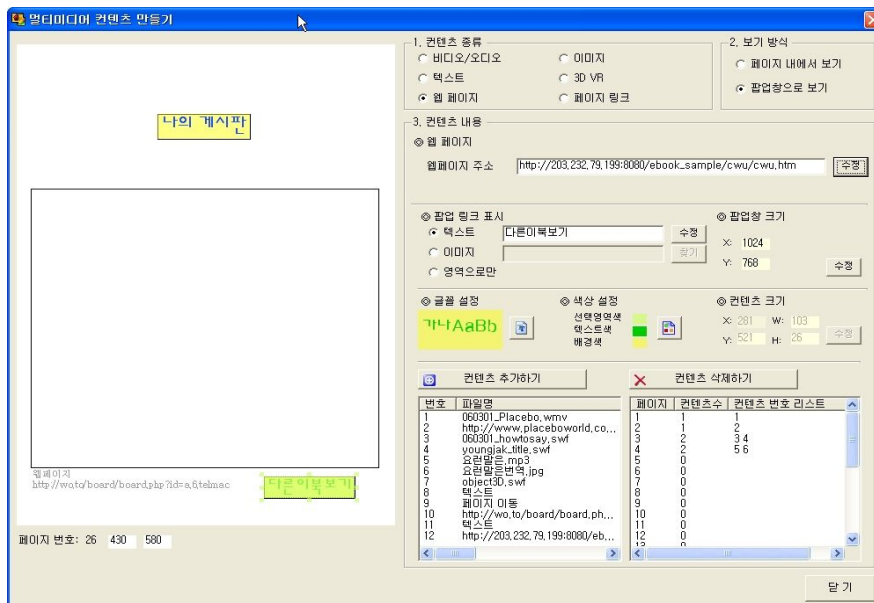 멀티미디어 컨텐츠 만들기
나의 게시판
웹페이지
http://wo.to/board/board.php?id=a,6,telmac
다른이북보기
페이지 번호: 26 430 580
1. 컨텐츠 종류
비디오/오디오 이미지
텍스트 3D VR
웹 페이지 페이지 링크
2. 보기 방식
페이지 내에서 보기
팝업창으로 보기
3. 컨텐츠 내용
웹 페이지
웹페이지 주소 http://203,232,79,199:8080/ebook_sample/cwu/cwu,htm 수정
팝업 링크 표시
텍스트 다른이북보기 수정
이미지 찾기
영역으로만
팝업창 크기
X: 1024
Y: 768 수정
글꼴 설정
가나AaBb
색상 설정
선택영역색
텍스트색
배경색
컨텐츠 크기
X: 281 W: 103
Y: 521 H: 26 수정
컨텐츠 추가하기
번호 파일명
1 060301_Placebo,wmv
2 http://www,placeboworld,co,,,
3 060301_howtosay,swf
4 youngjak_title,swf
5 요런말은,mp3
6 요런말은번역,jpg
7 object3D,swf
8 텍스트
9 페이지 이동
10 http://wo,to/board/board,ph,,,
11 텍스트
12 http://203,232,79,199:8080/eb,,,
컨텐츠 삭제하기
페이지 컨텐츠수 컨텐츠 번호 리스트
1 1 1
2 1 2
3 2 3 4
4 2 5 6
5 0
6 0
7 0
8 0
9 0
10 0
11 0
12 0
닫 기